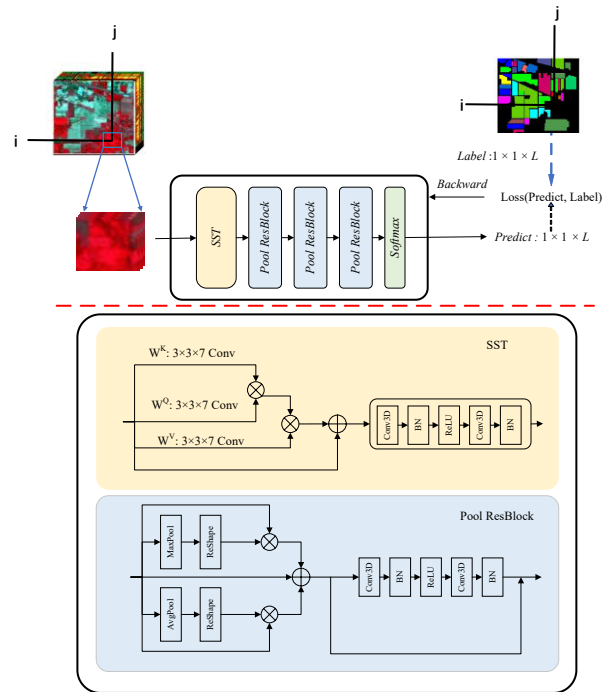 j
i
j
i
Label :1 × 1 × L
Backward
Loss(Predict, Label)
Predict : 1 × 1 × L
SST
Pool ResBlock
Pool ResBlock
Pool ResBlock
Softmax
SST
W^K: 3×3×7 Conv
W^Q: 3×3×7 Conv
W^V: 3×3×7 Conv
Conv3D
BN
ReLU
Conv3D
BN
Pool ResBlock
MaxPool
ReShape
AvgPool
ReShape
Conv3D
BN
ReLU
Conv3D
BN